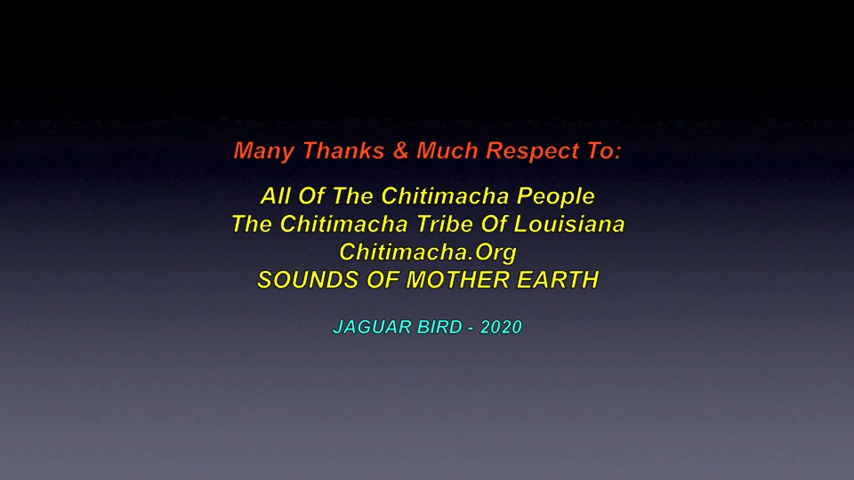 Many Thanks & Much Respect To:
All Of The Chitimacha People
The Chitimacha Tribe Of Louisiana
Chitimacha.Org
SOUNDS OF MOTHER EARTH
JAGUAR BIRD - 2020